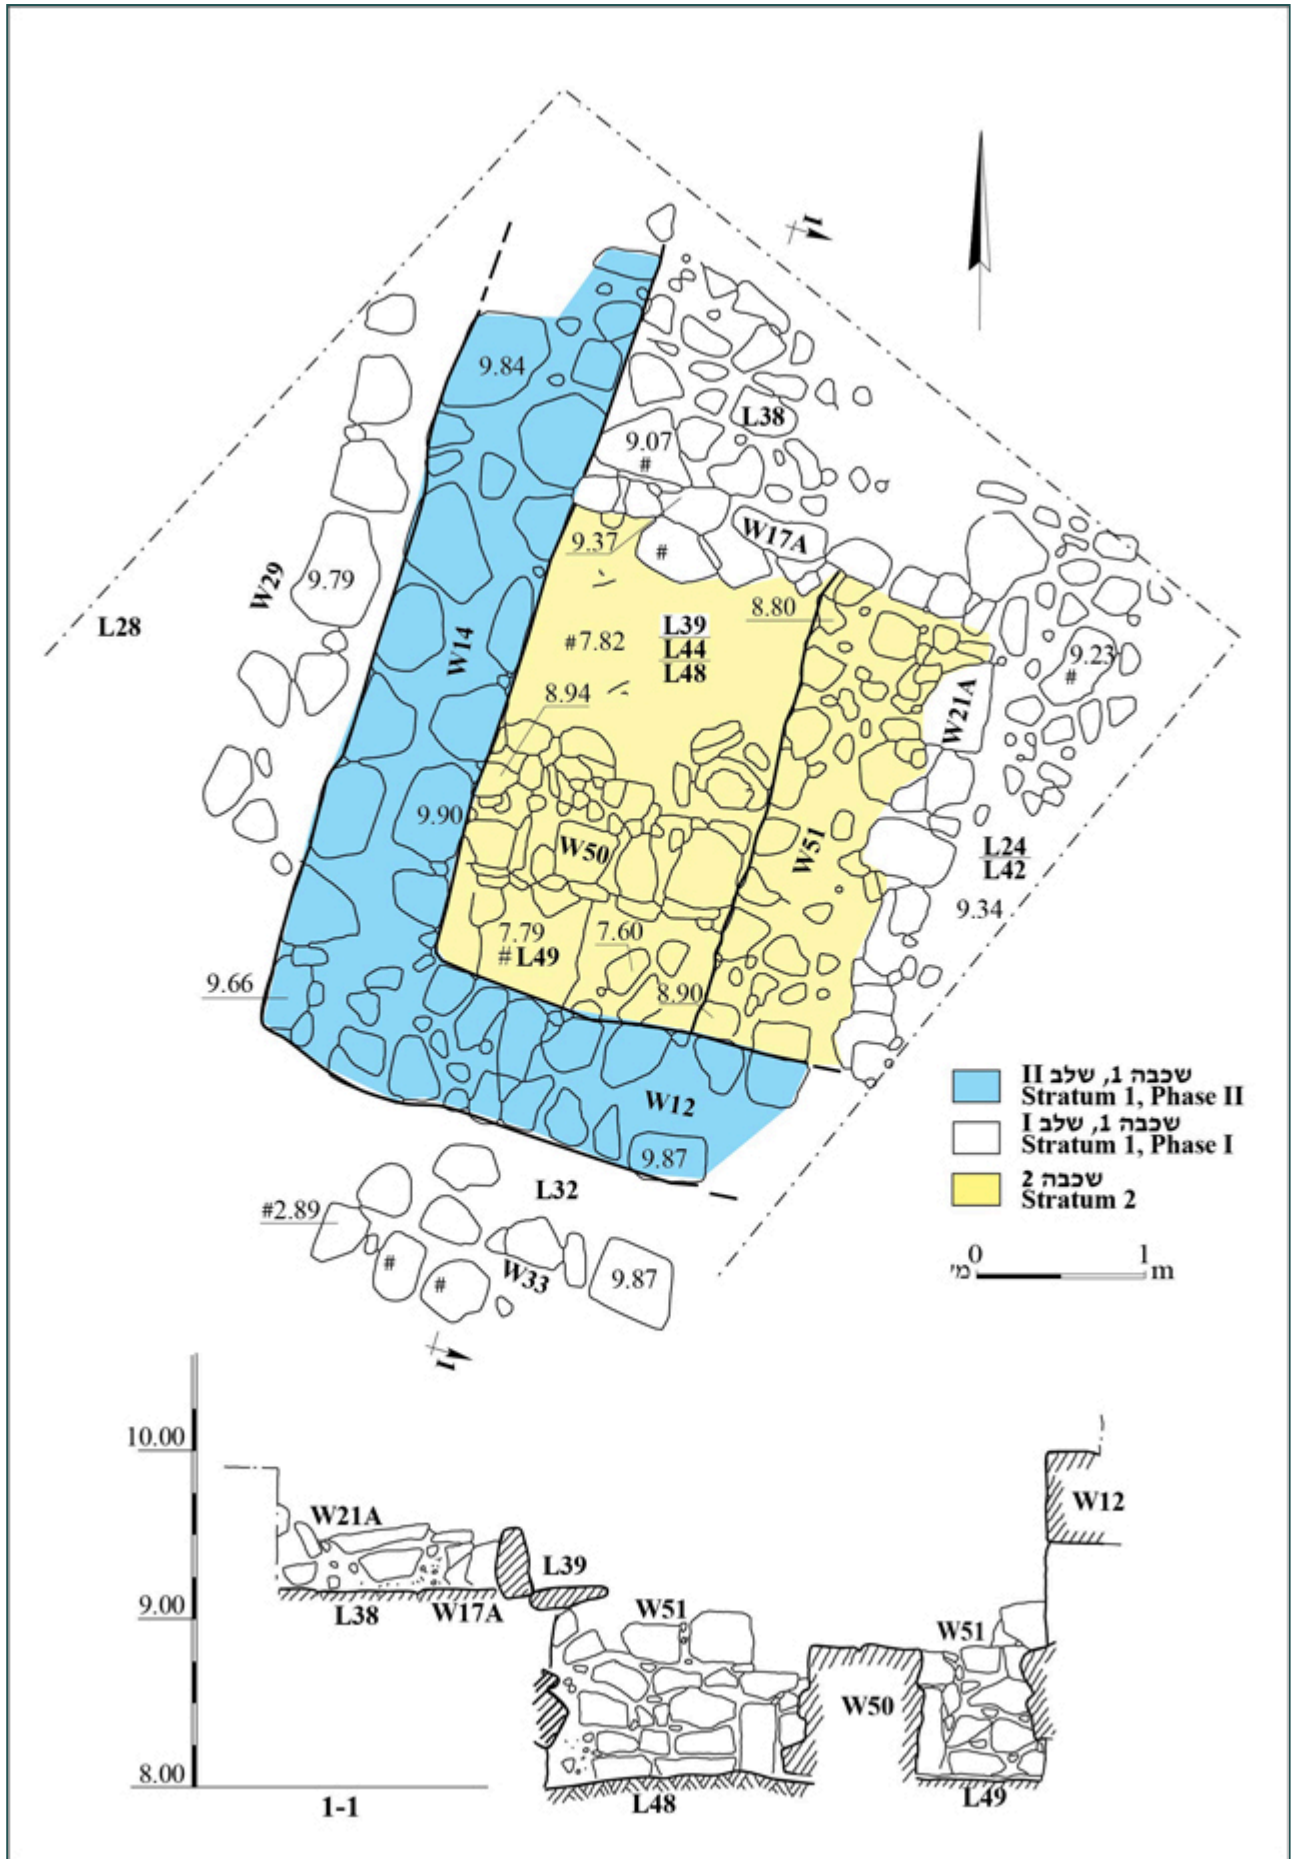 I
9.84
L38
9.07
#
W17A
9.37
#
W29
9.79
8.80
L28
W14
#7.82
L39
L44
L48
9.23
#
W21A
8.94
9.90
W50
W51
L24
L42
9.34
7.79
# L49
7.60
9.66
8.90
שכבה 1, שלב II
Stratum 1, Phase II
W12
שכבה 1, שלב I
Stratum 1, Phase I
9.87
שכבה 2
Stratum 2
L32
#2.89
#
#
W33
9.87
0 1
מ' m
I
10.00
W21A
W12
L39
9.00
L38
W17A
W51
W51
W50
8.00
1-1
L48
L49